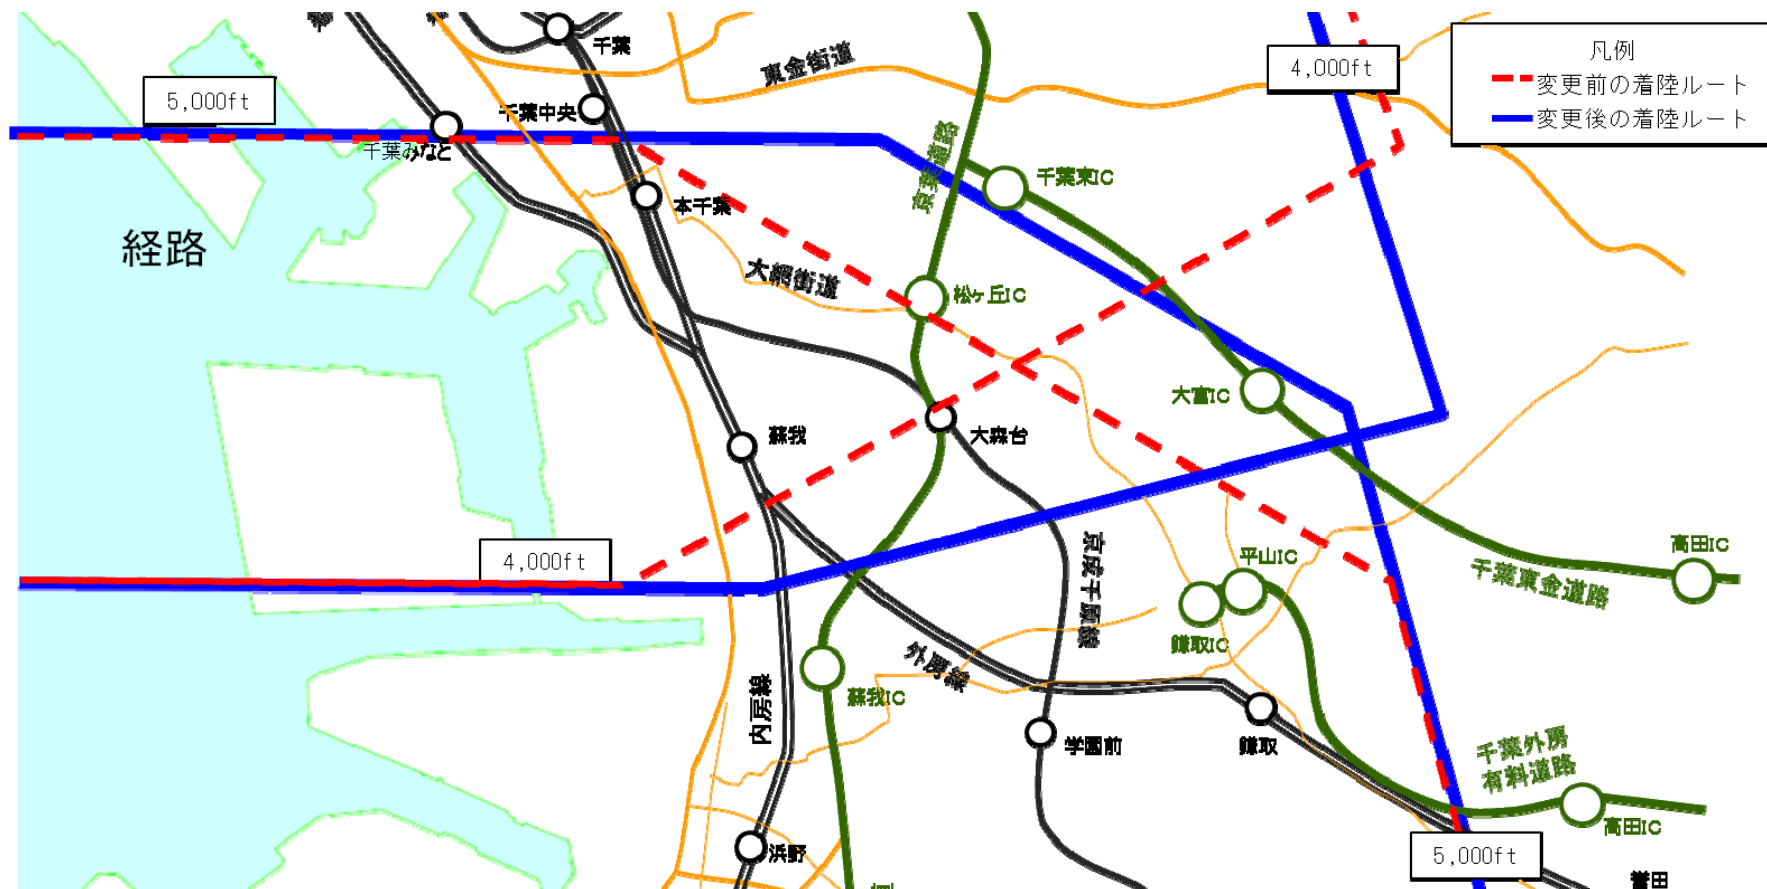 凡例
変更前の着陸ルート
変更後の着陸ルート
4,000ft
5,000ft
千葉
東金街道
千葉中央
千葉みなと
京葉道路
千葉東IC
本千葉
経路
大網街道
松ヶ丘IC
大宮IC
蘇我
大森台
4,000ft
京成千原線
平山IC
高田IC
千葉東金道路
鎌取IC
外房線
蘇我IC
内房線
学園前
鎌取
千葉外房
有料道路
高田IC
浜野
5,000ft
誉田